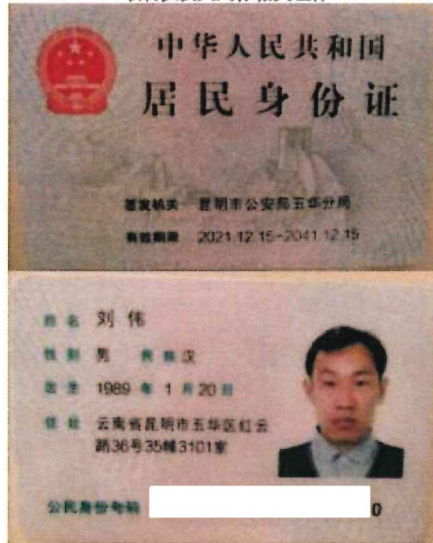 中华人民共和国
居民身份证
签发机关 昆明市公安局五华分局
有效期限 2021.12.15-2041.12.15
姓名 刘伟
性别 男 民族 汉
出生 1989 年 1 月 20 日
住址 云南省昆明市五华区红云
路36号35幢3101室
公民身份号码 0